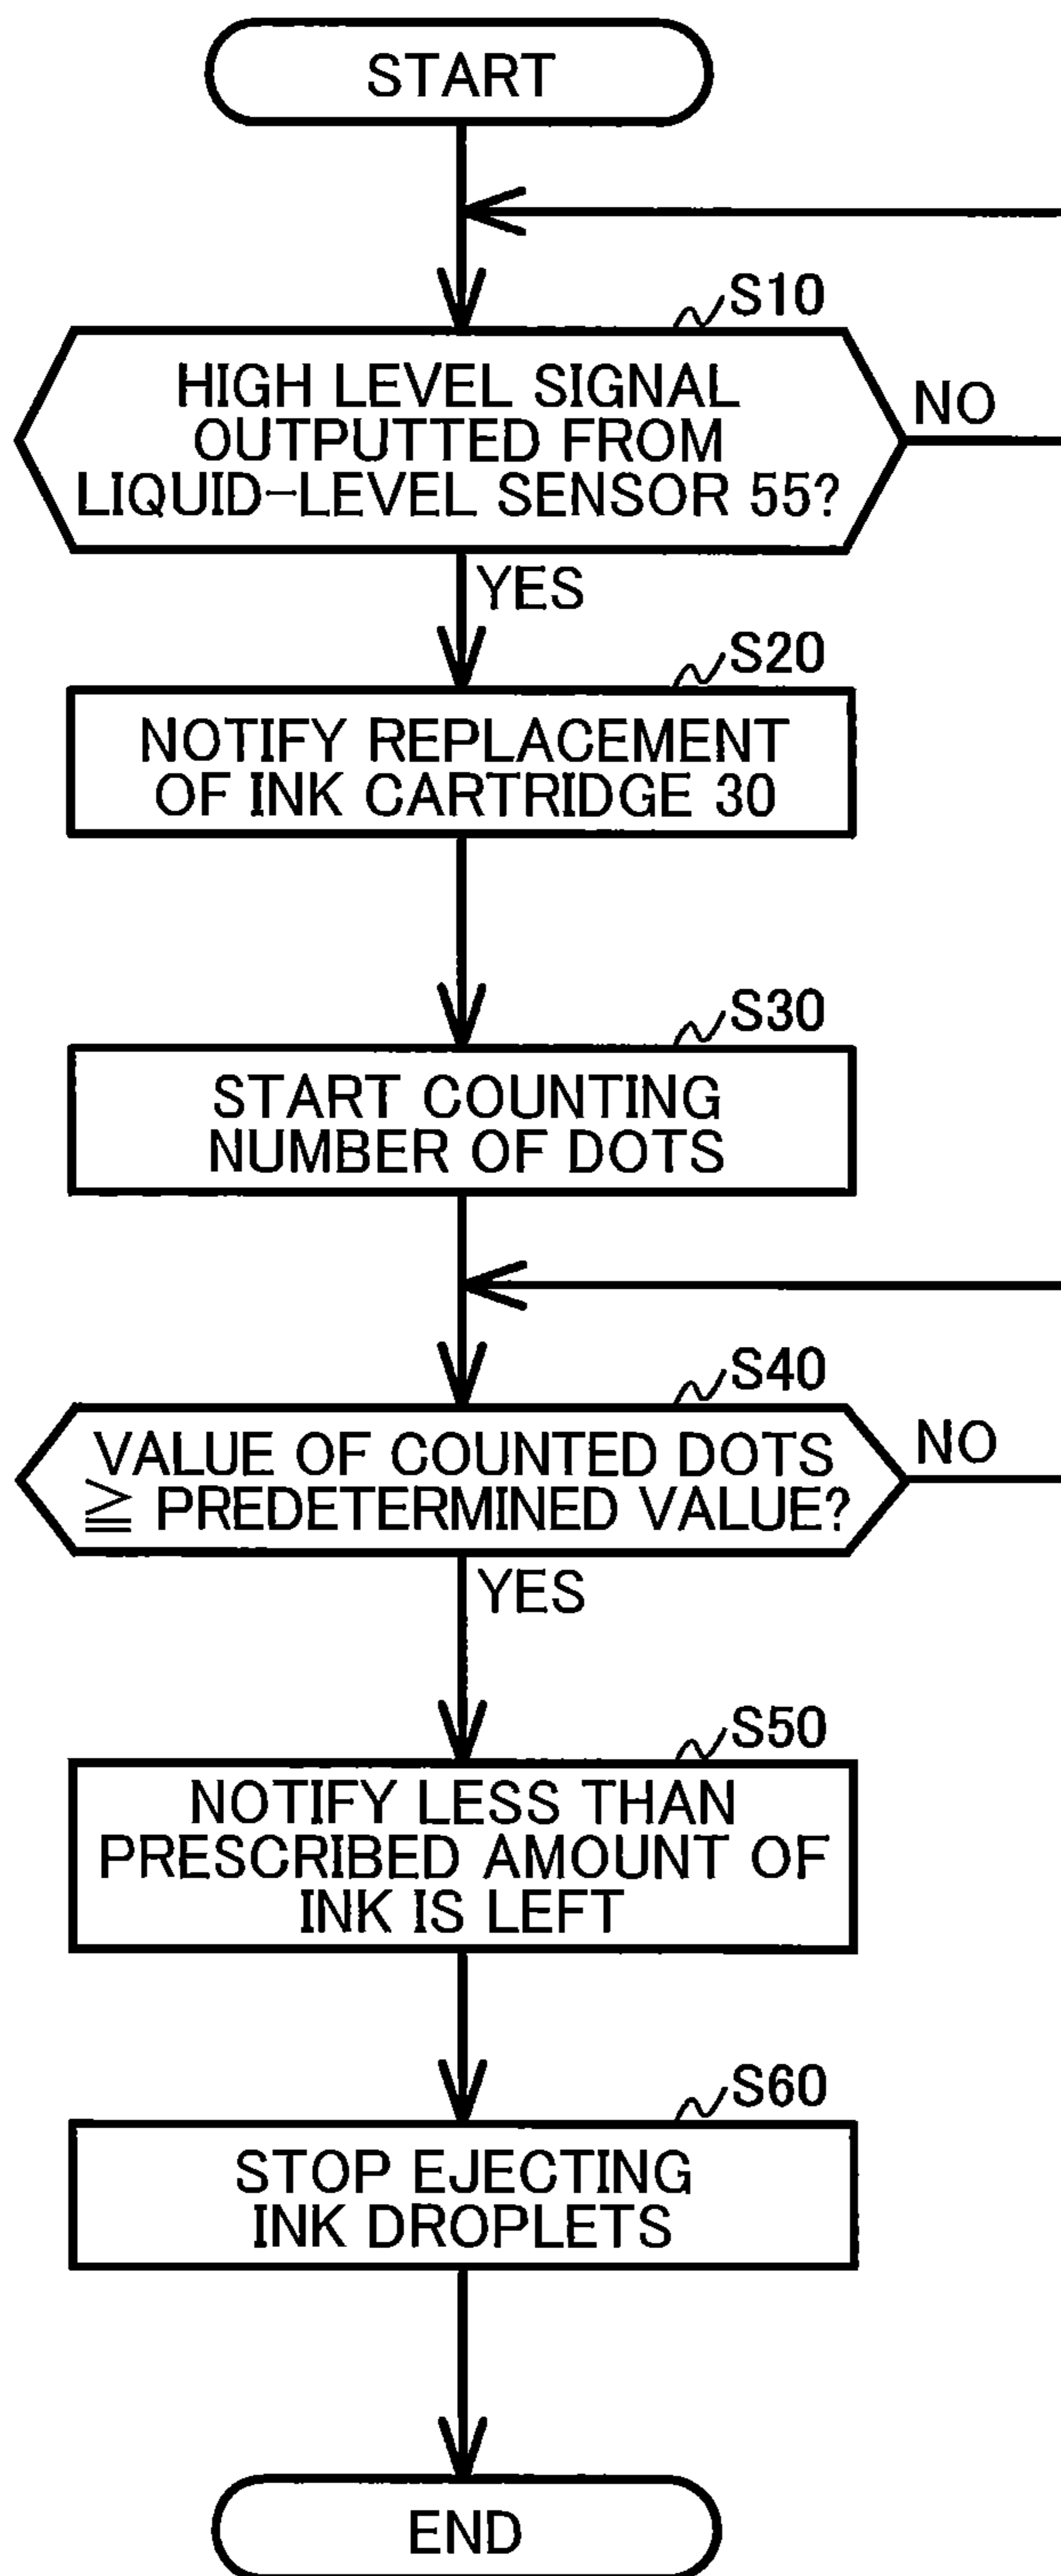 START
S10
HIGH LEVEL SIGNAL
OUTPUTTED FROM
LIQUID-LEVEL SENSOR 55?
NO
YES
S20
NOTIFY REPLACEMENT
OF INK CARTRIDGE 30
S30
START COUNTING
NUMBER OF DOTS
S40
VALUE OF COUNTED DOTS
≧ PREDETERMINED VALUE?
NO
YES
S50
NOTIFY LESS THAN
PRESCRIBED AMOUNT OF
INK IS LEFT
S60
STOP EJECTING
INK DROPLETS
END